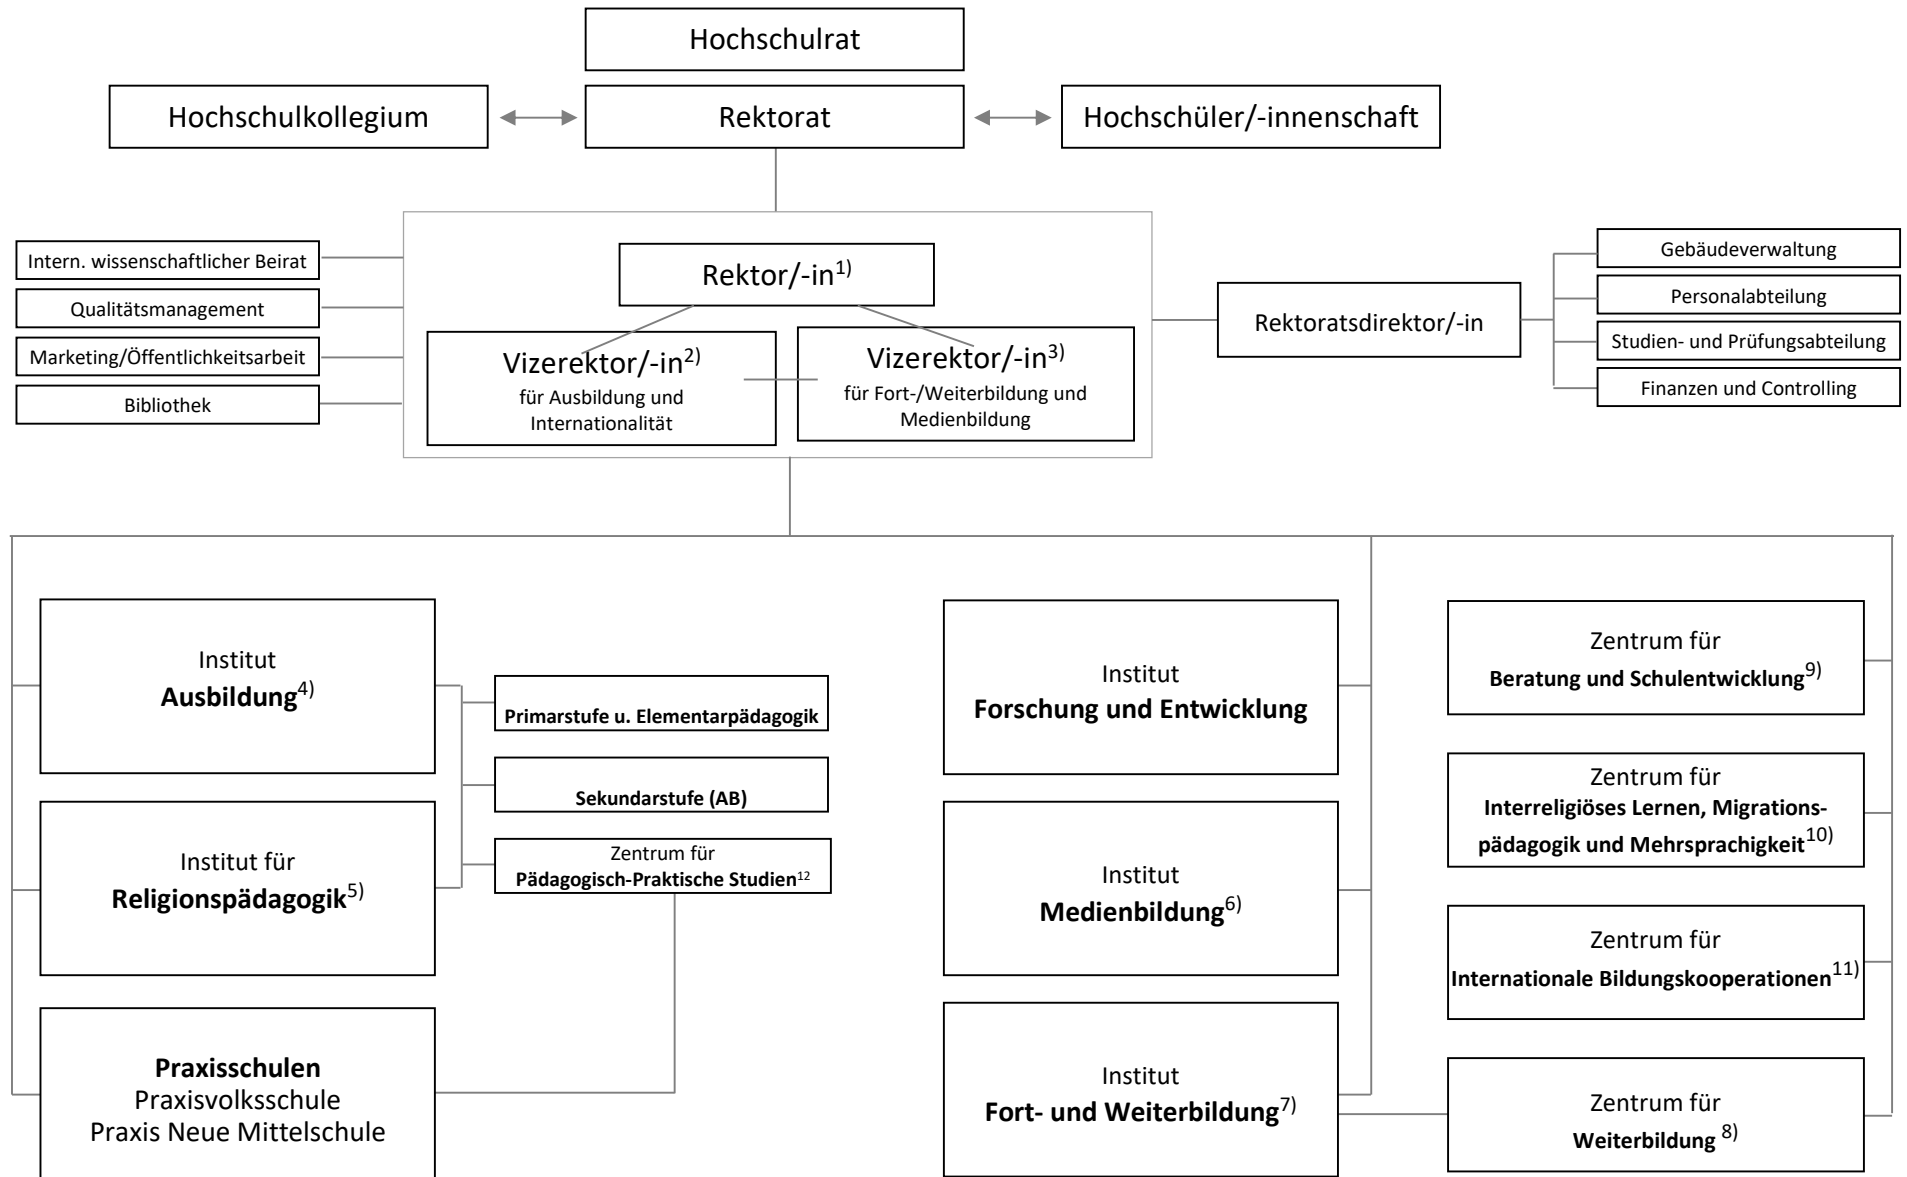 Hochschulrat
Hochschulkollegium
Rektorat
Hochschüler/-innenschaft
Intern. wissenschaftlicher Beirat
Qualitätsmanagement
Marketing/Öffentlichkeitsarbeit
Bibliothek
Rektor/-in1)
Vizerektor/-in2)
für Ausbildung und
Internationalität
Vizerektor/-in3)
für Fort-/Weiterbildung und
Medienbildung
Rektoratsdirektor/-in
Gebäudeverwaltung
Personalabteilung
Studien- und Prüfungsabteilung
Finanzen und Controlling
Institut
Ausbildung4)
Institut für
Religionspädagogik5)
Praxisschulen
Praxisvolksschule
Praxis Neue Mittelschule
Primarstufe u. Elementarpädagogik
Sekundarstufe (AB)
Zentrum für
Pädagogisch-Praktische Studien12
Institut
Forschung und Entwicklung
Institut
Medienbildung6)
Institut
Fort- und Weiterbildung7)
Zentrum für
Beratung und Schulentwicklung9)
Zentrum für
Interreligiöses Lernen, Migrations-
pädagogik und Mehrsprachigkeit10)
Zentrum für
Internationale Bildungskooperationen11)
Zentrum für
Weiterbildung 8)